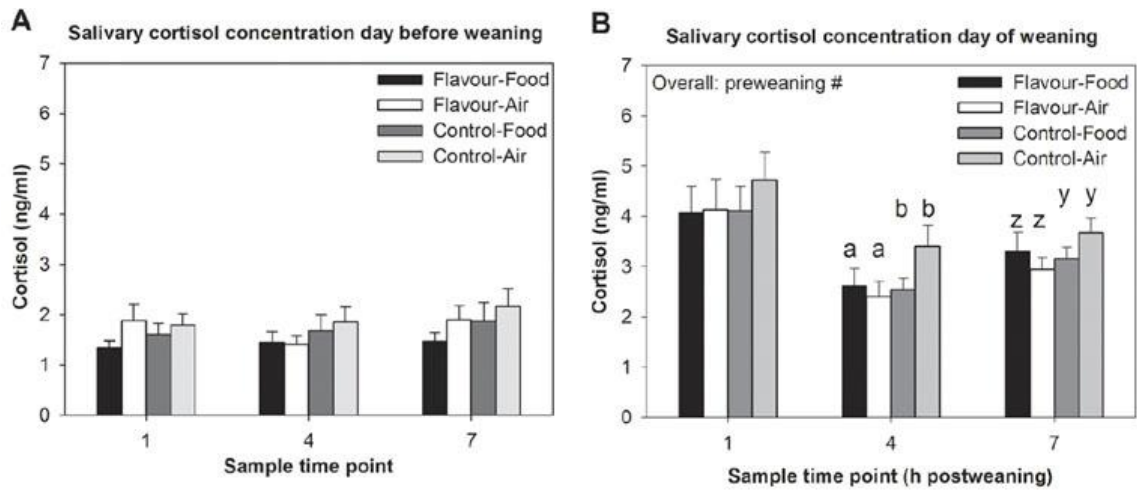 A
Salivary cortisol concentration day before weaning
7
6
5
4
3
2
1
0
Cortisol (ng/ml)
Flavour-Food
Flavour-Air
Control-Food
Control-Air
1 4 7
Sample time point
B
Salivary cortisol concentration day of weaning
Overall: preweaning #
7
6
5
4
3
2
1
0
Cortisol (ng/ml)
Flavour-Food
Flavour-Air
Control-Food
Control-Air
a a b b z z y y
1 4 7
Sample time point (h postweaning)